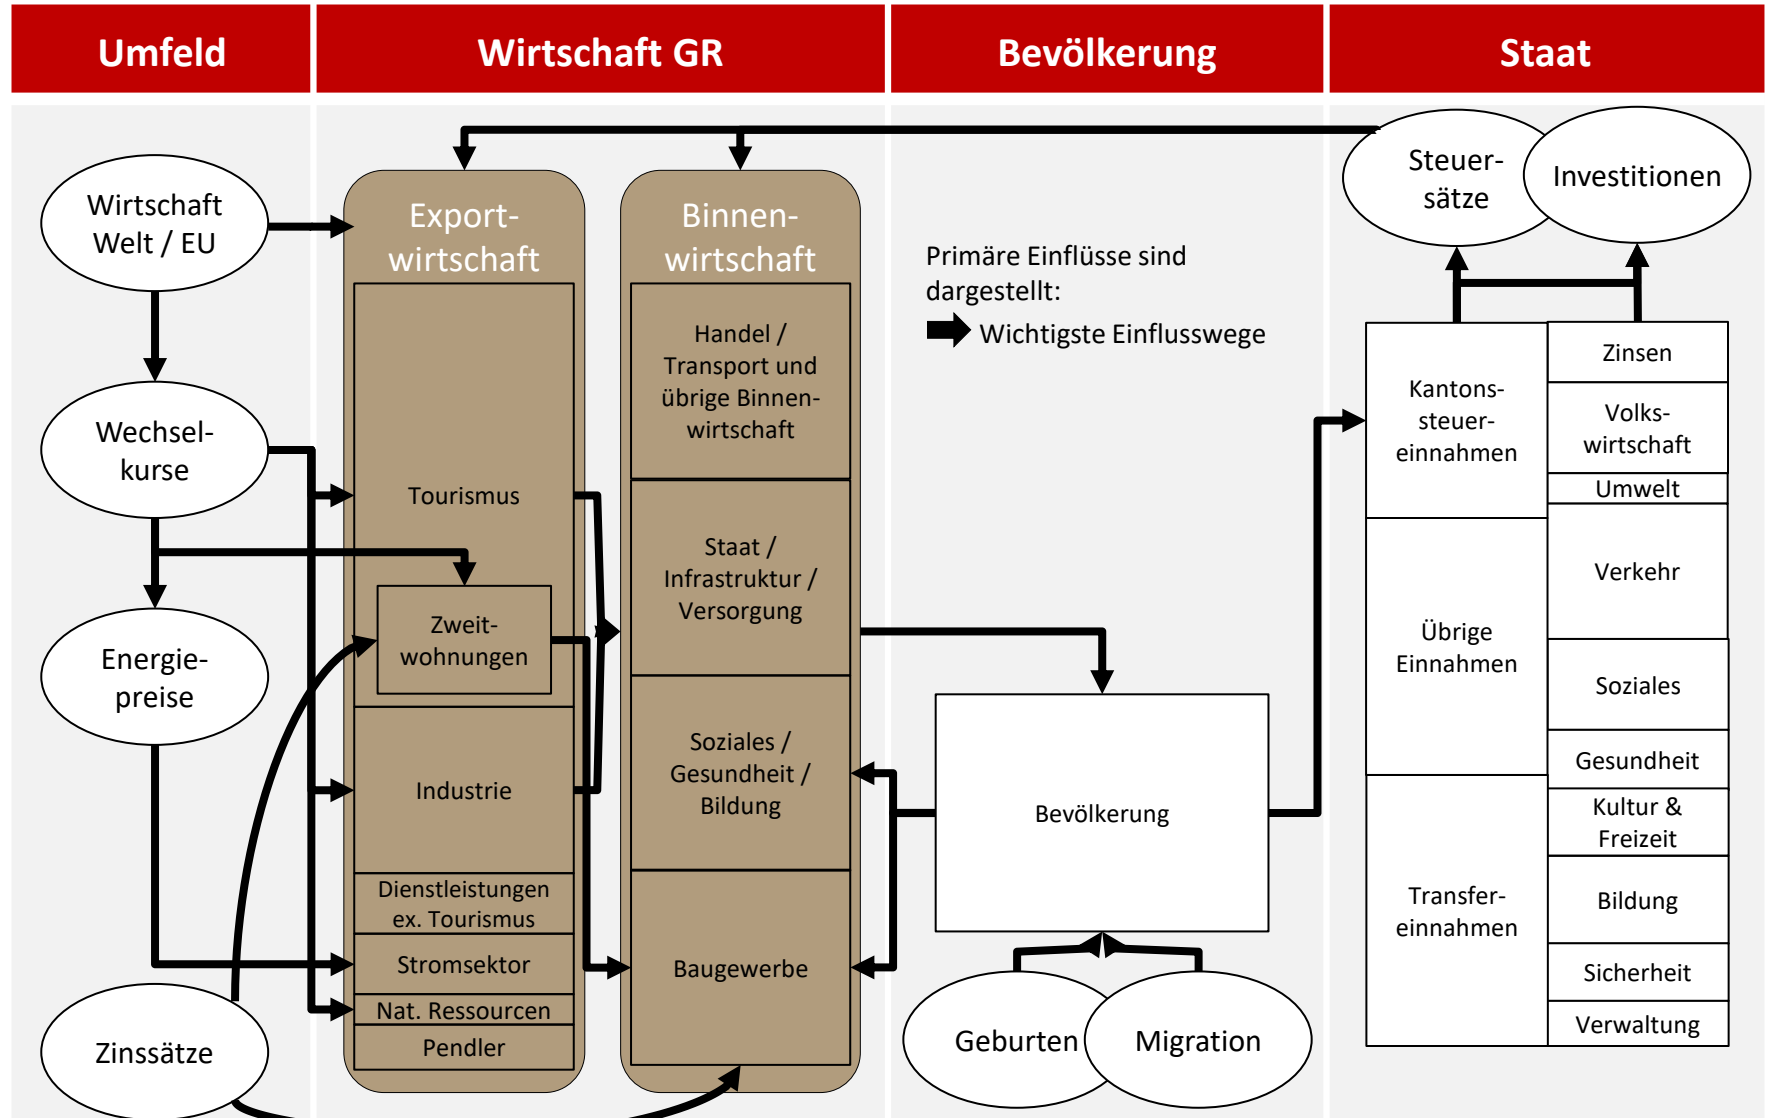 Umfeld
Wirtschaft GR
Bevölkerung
Staat
Wirtschaft
Welt / EU
Wechsel-
kurse
Energie-
preise
Zinssätze
Export-
wirtschaft
Tourismus
Zweit-
wohnungen
Industrie
Dienstleistungen
ex. Tourismus
Stromsektor
Nat. Ressourcen
Pendler
Binnen-
wirtschaft
Handel /
Transport und
übrige Binnen-
wirtschaft
Staat /
Infrastruktur /
Versorgung
Soziales /
Gesundheit /
Bildung
Baugewerbe
Primäre Einflüsse sind
dargestellt:
Wichtigste Einflusswege
Bevölkerung
Geburten
Migration
Steuer-
sätze
Investitionen
Kantons-
steuer-
einnahmen
Übrige
Einnahmen
Transfer-
einnahmen
Zinsen
Volks-
wirtschaft
Umwelt
Verkehr
Soziales
Gesundheit
Kultur &
Freizeit
Bildung
Sicherheit
Verwaltung